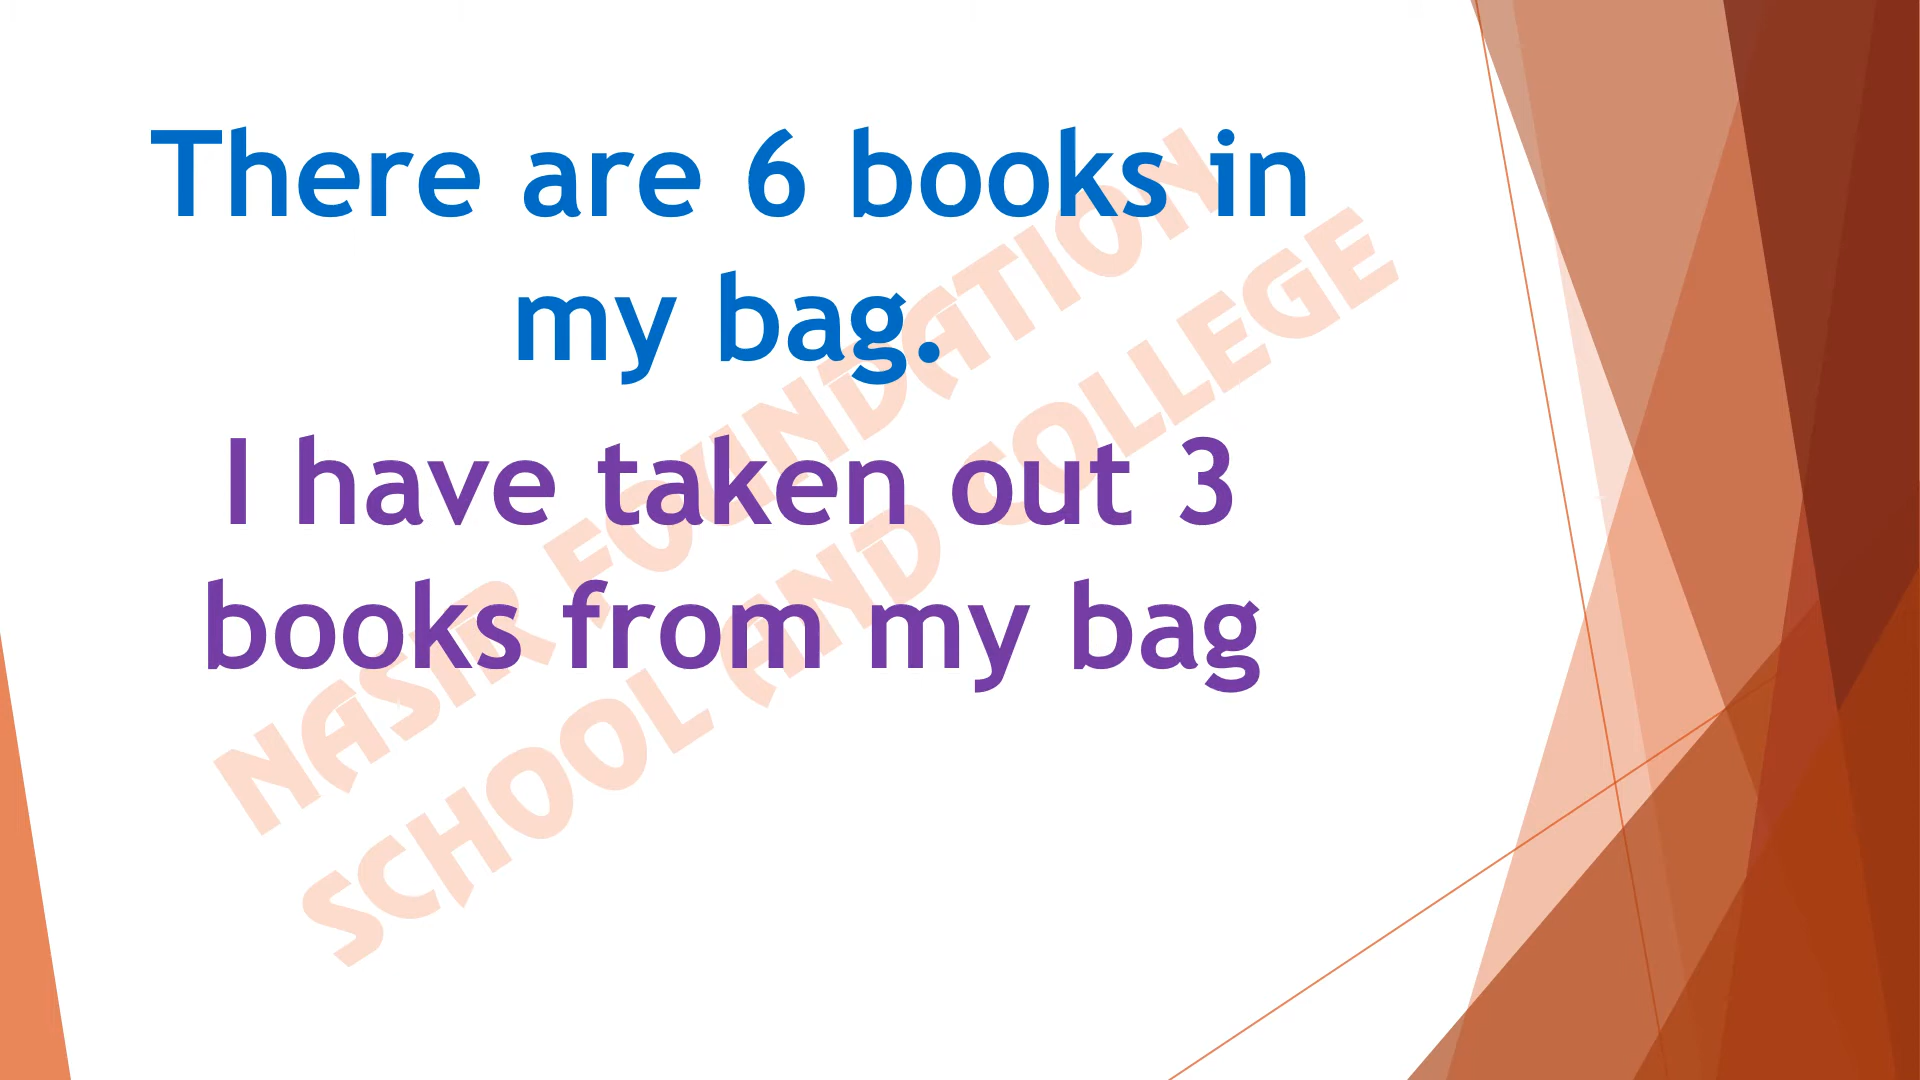 There are 6 books in
my bag.
I have taken out 3
books from my bag
NASIR FOUNDATION
SCHOOL AND COLLEGE